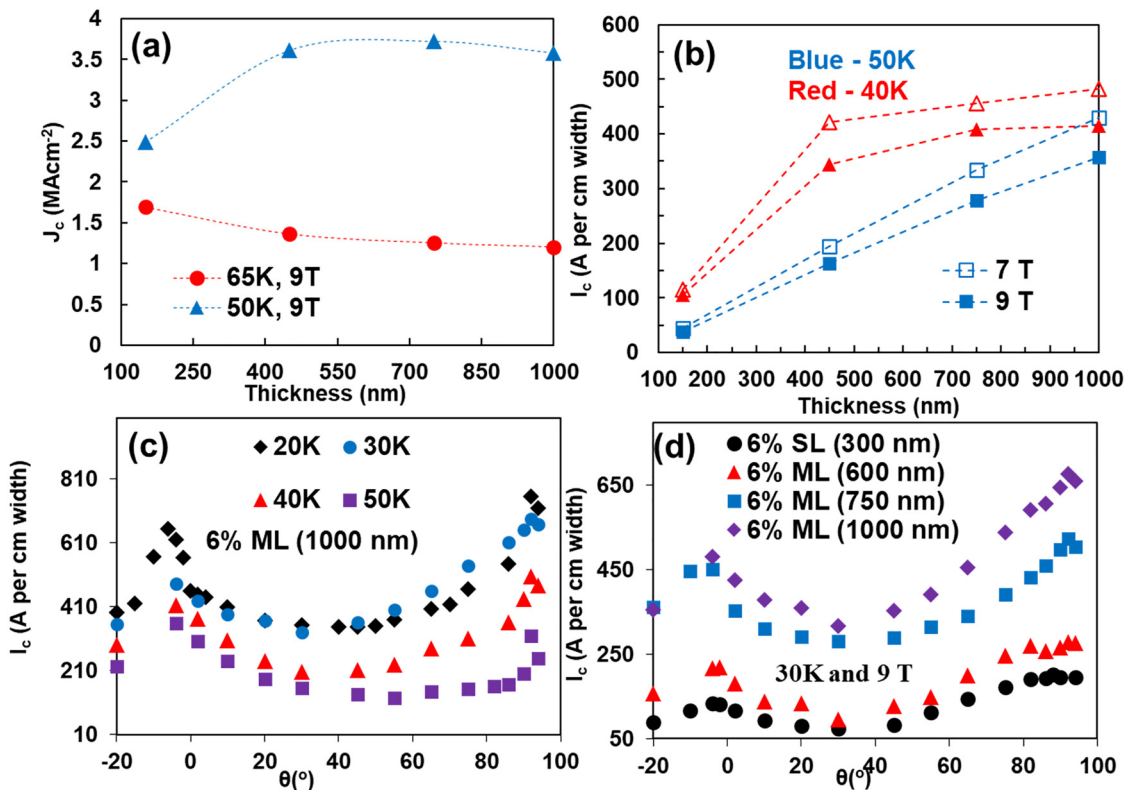 (a)
4
3.5
3
2.5
2
1.5
1
0.5
0
J_c (MAcm⁻²)
65K, 9T
50K, 9T
100 250 400 550 700 850 1000
Thickness (nm)
(b)
600
500
400
300
200
100
0
I_c (A per cm width)
Blue - 50K
Red - 40K
7 T
9 T
100 200 300 400 500 600 700 800 900 1000
Thickness (nm)
(c)
810
610
410
210
10
I_c (A per cm width)
20K 30K
40K 50K
6% ML (1000 nm)
-20 0 20 40 60 80 100
θ(°)
(d)
650
450
250
50
I_c (A per cm width)
6% SL (300 nm)
6% ML (600 nm)
6% ML (750 nm)
6% ML (1000 nm)
30K and 9 T
-20 0 20 40 60 80 100
θ(°)